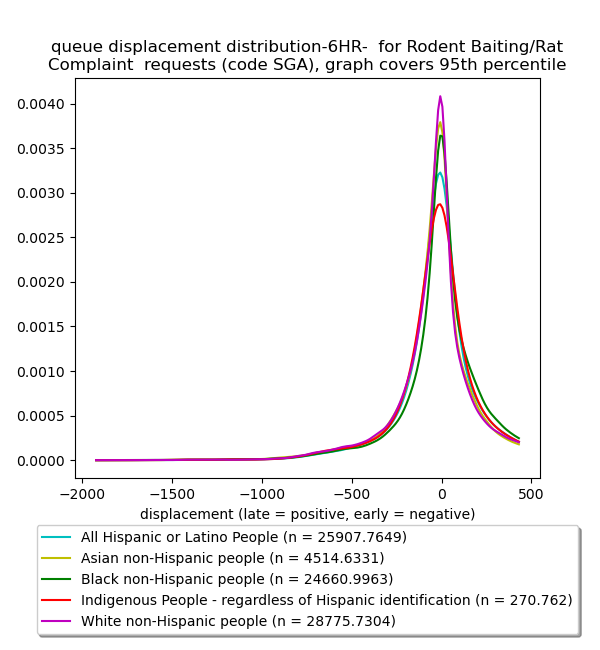 queue displacement distribution-6HR-  for Rodent Baiting/Rat
Complaint  requests (code SGA), graph covers 95th percentile
0.0040
0.0035
0.0030
0.0025
0.0020
0.0015
0.0010
0.0005
0.0000
−2000 −1500 −1000 −500 0 500
displacement (late = positive, early = negative)
All Hispanic or Latino People (n = 25907.7649)
Asian non-Hispanic people (n = 4514.6331)
Black non-Hispanic people (n = 24660.9963)
Indigenous People - regardless of Hispanic identification (n = 270.762)
White non-Hispanic people (n = 28775.7304)